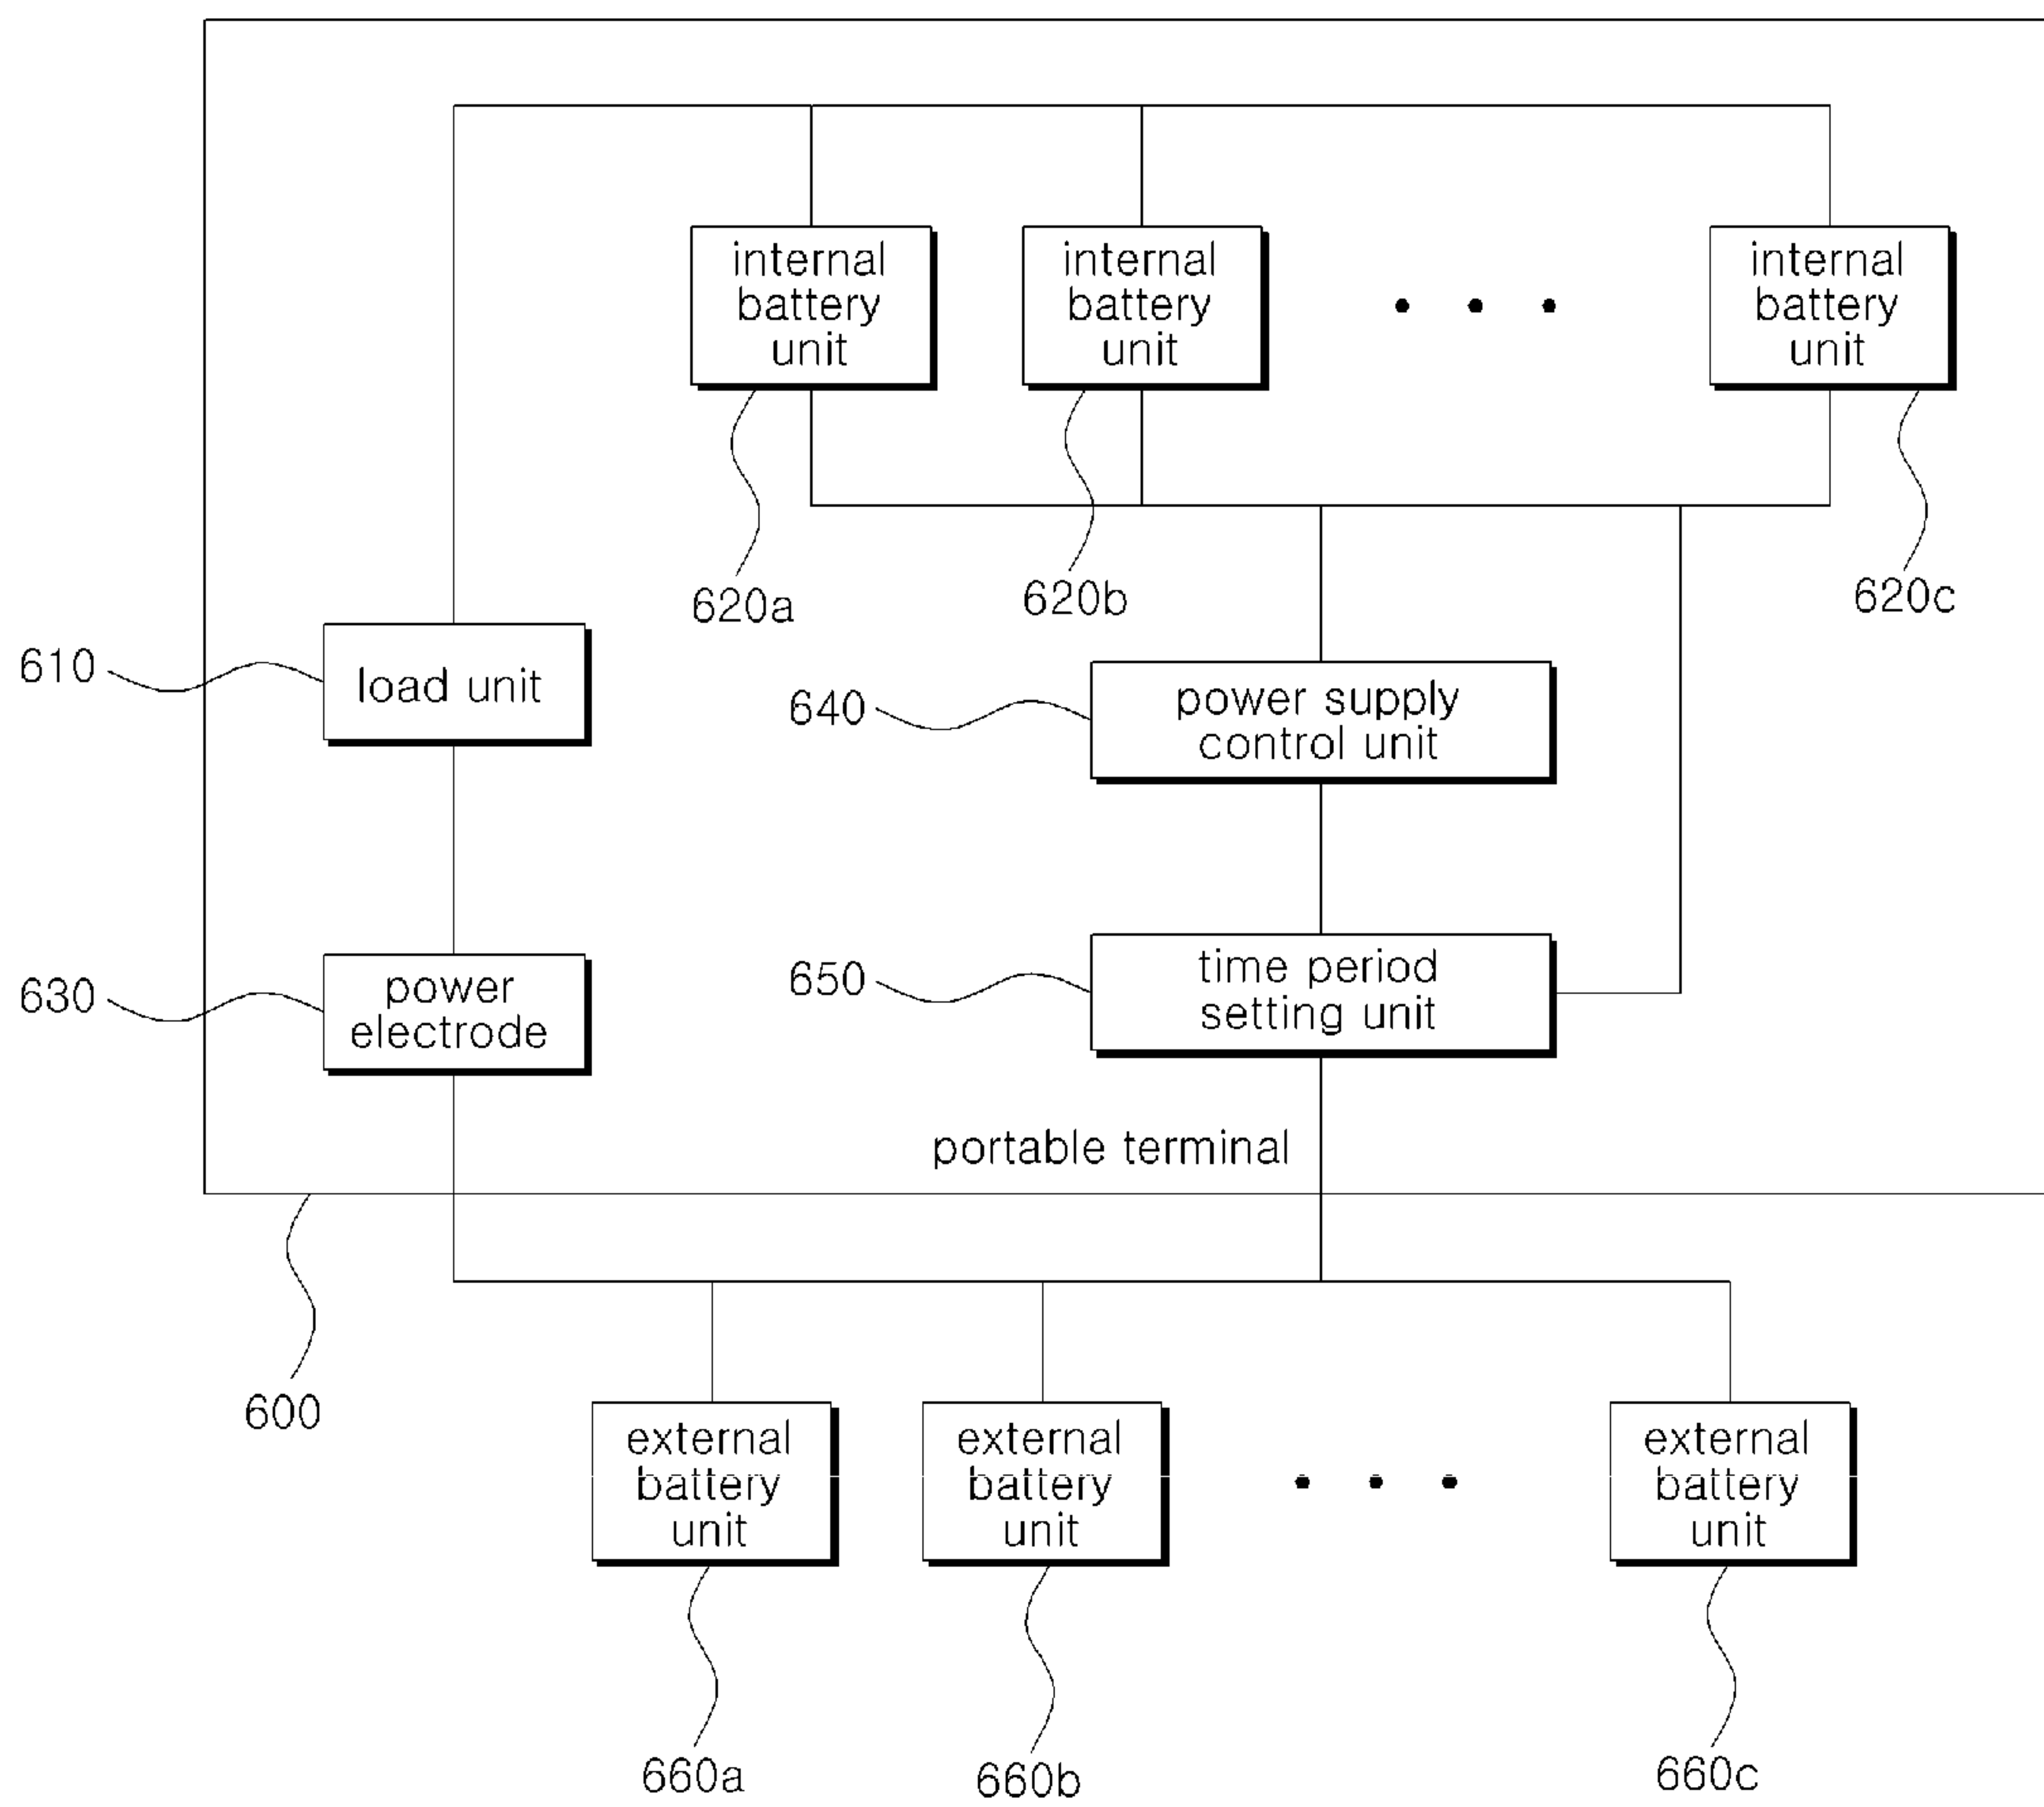 internal
battery
unit
internal
battery
unit
internal
battery
unit
620a
620b
620c
610
load unit
640
power supply
control unit
630
power
electrode
650
time period
setting unit
portable terminal
600
external
battery
unit
external
battery
unit
external
battery
unit
660a
660b
660c